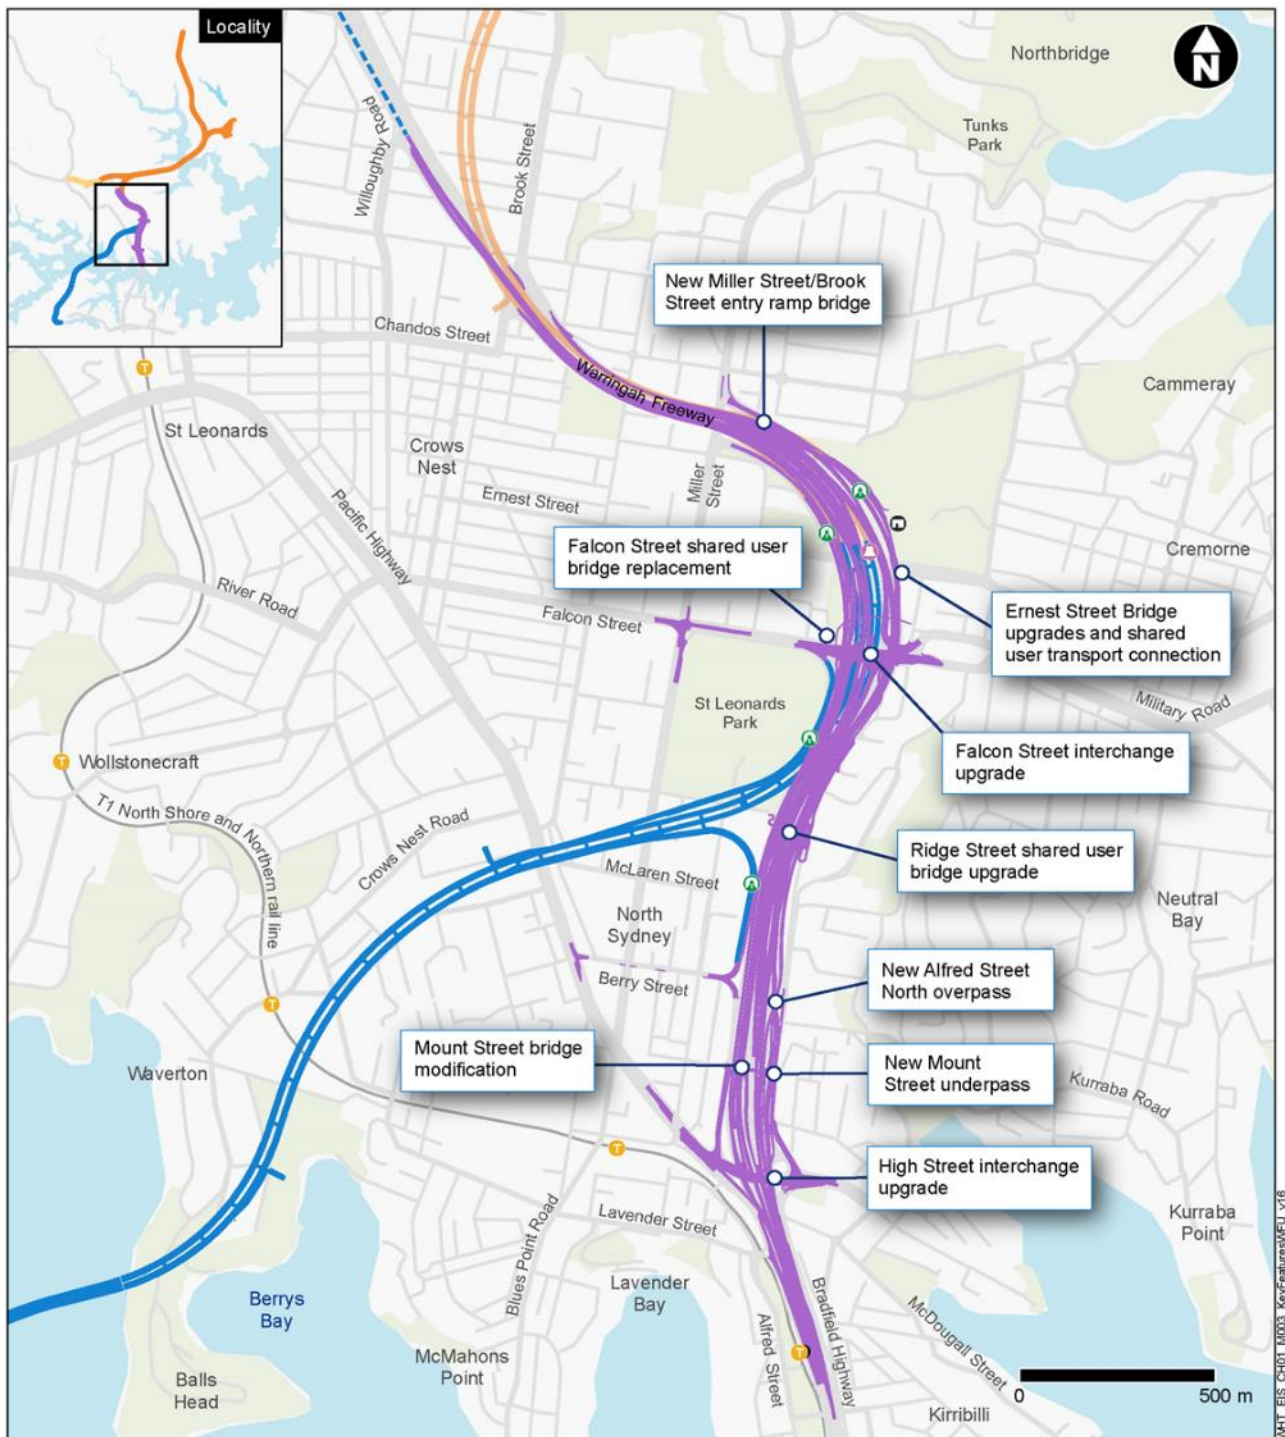 Locality
N
Northbridge
Tunks
Park
Willoughby Road
Brook Street
New Miller Street/Brook
Street entry ramp bridge
Chandos Street
Warringah Freeway
Cammeray
St Leonards
Crows
Nest
Miller
Street
Ernest Street
Pacific Highway
Falcon Street shared user
bridge replacement
Cremorne
River Road
Falcon Street
Ernest Street Bridge
upgrades and shared
user transport connection
St Leonards
Park
Military Road
Falcon Street interchange
upgrade
Wollstonecraft
T1 North Shore and Northern rail line
Crows Nest Road
Ridge Street shared user
bridge upgrade
McLaren Street
North
Sydney
Neutral
Bay
Berry Street
New Alfred Street
North overpass
Mount Street bridge
modification
New Mount
Street underpass
Waverton
Kurraba Road
High Street interchange
upgrade
Blues Point Road
Lavender Street
Kurraba
Point
Lavender
Bay
Berrys
Bay
Alfred Street
Bradfield Highway
McDougall Street
McMahons
Point
Balls
Head
Kirribilli
0 500 m
T
T
T
T
T